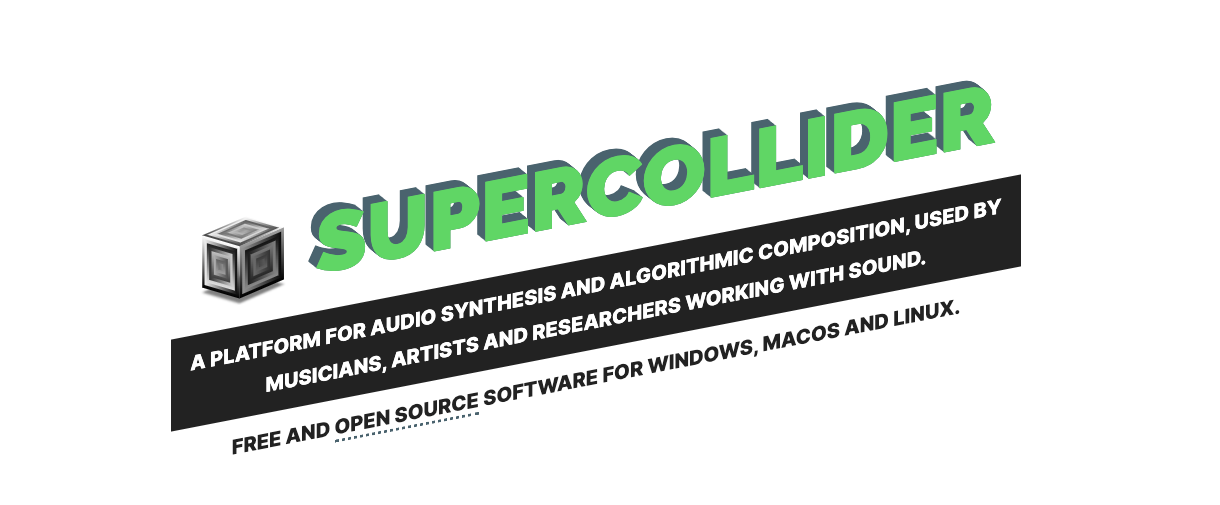 SUPERCOLLIDER
A PLATFORM FOR AUDIO SYNTHESIS AND ALGORITHMIC COMPOSITION, USED BY
MUSICIANS, ARTISTS AND RESEARCHERS WORKING WITH SOUND.
FREE AND OPEN SOURCE SOFTWARE FOR WINDOWS, MACOS AND LINUX.